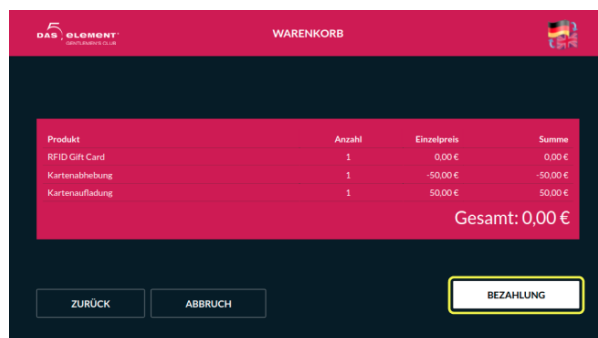 DAS 5 ELEMENT
GENTLEMEN'S CLUB
WARENKORB
Produkt Anzahl Einzelpreis Summe
RFID Gift Card 1 0,00 € 0,00 €
Kartenabhebung 1 -50,00 € -50,00 €
Kartenaufladung 1 50,00 € 50,00 €
Gesamt: 0,00 €
ZURÜCK ABBRUCH BEZAHLUNG